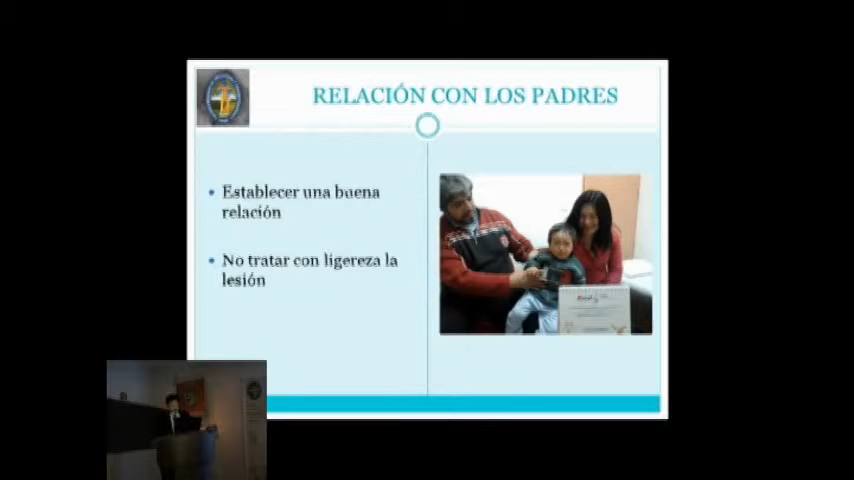 RELACIÓN CON LOS PADRES
• Establecer una buena
relación
• No tratar con ligereza la
lesión